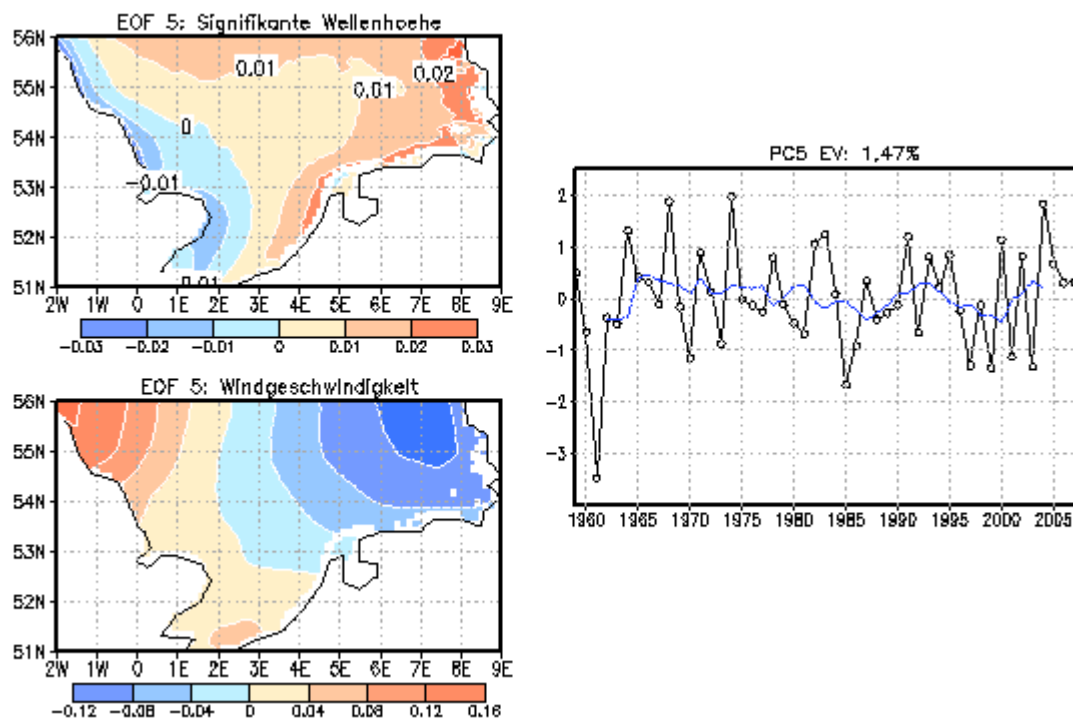 EOF 5: Signifikante Wellenhoehe
56N
55N
54N
53N
52N
51N
0.01
0.02
0.01
0
-0.01
0.01
2W 1W 0 1E 2E 3E 4E 5E 6E 7E 8E 9E
-0.03 -0.02 -0.01 0 0.01 0.02 0.03
EOF 5: Windgeschwindigkeit
56N
55N
54N
53N
52N
51N
2W 1W 0 1E 2E 3E 4E 5E 6E 7E 8E 9E
-0.12 -0.08 -0.04 0 0.04 0.08 0.12 0.16
PC5 EV: 1,47%
2
1
0
-1
-2
-3
1960 1965 1970 1975 1980 1985 1990 1995 2000 2005